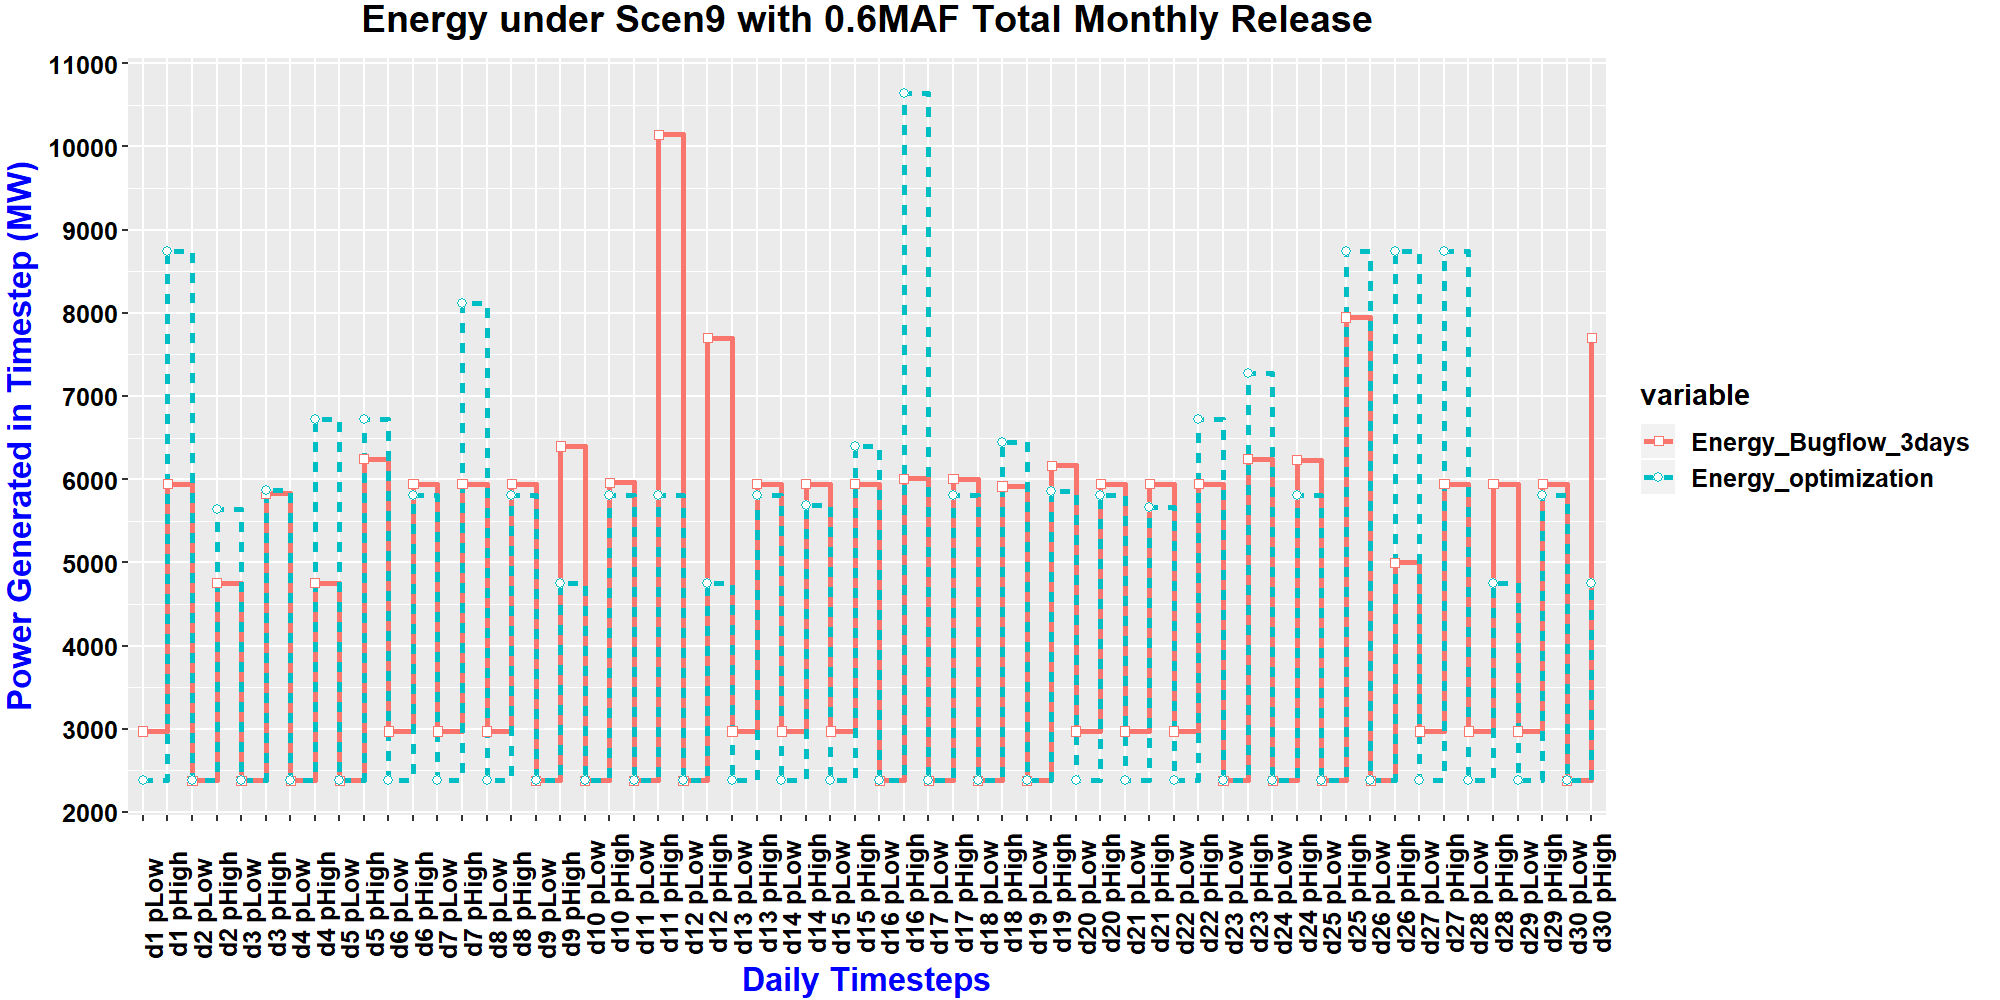 Energy under Scen9 with 0.6MAF Total Monthly Release
Power Generated in Timestep (MW)
11000
10000
9000
8000
7000
6000
5000
4000
3000
2000
d1 pLow
d1 pHigh
d2 pLow
d2 pHigh
d3 pLow
d3 pHigh
d4 pLow
d4 pHigh
d5 pLow
d5 pHigh
d6 pLow
d6 pHigh
d7 pLow
d7 pHigh
d8 pLow
d8 pHigh
d9 pLow
d9 pHigh
d10 pLow
d10 pHigh
d11 pLow
d11 pHigh
d12 pLow
d12 pHigh
d13 pLow
d13 pHigh
d14 pLow
d14 pHigh
d15 pLow
d15 pHigh
d16 pLow
d16 pHigh
d17 pLow
d17 pHigh
d18 pLow
d18 pHigh
d19 pLow
d19 pHigh
d20 pLow
d20 pHigh
d21 pLow
d21 pHigh
d22 pLow
d22 pHigh
d23 pLow
d23 pHigh
d24 pLow
d24 pHigh
d25 pLow
d25 pHigh
d26 pLow
d26 pHigh
d27 pLow
d27 pHigh
d28 pLow
d28 pHigh
d29 pLow
d29 pHigh
d30 pLow
d30 pHigh
Daily Timesteps
variable
Energy_Bugflow_3days
Energy_optimization